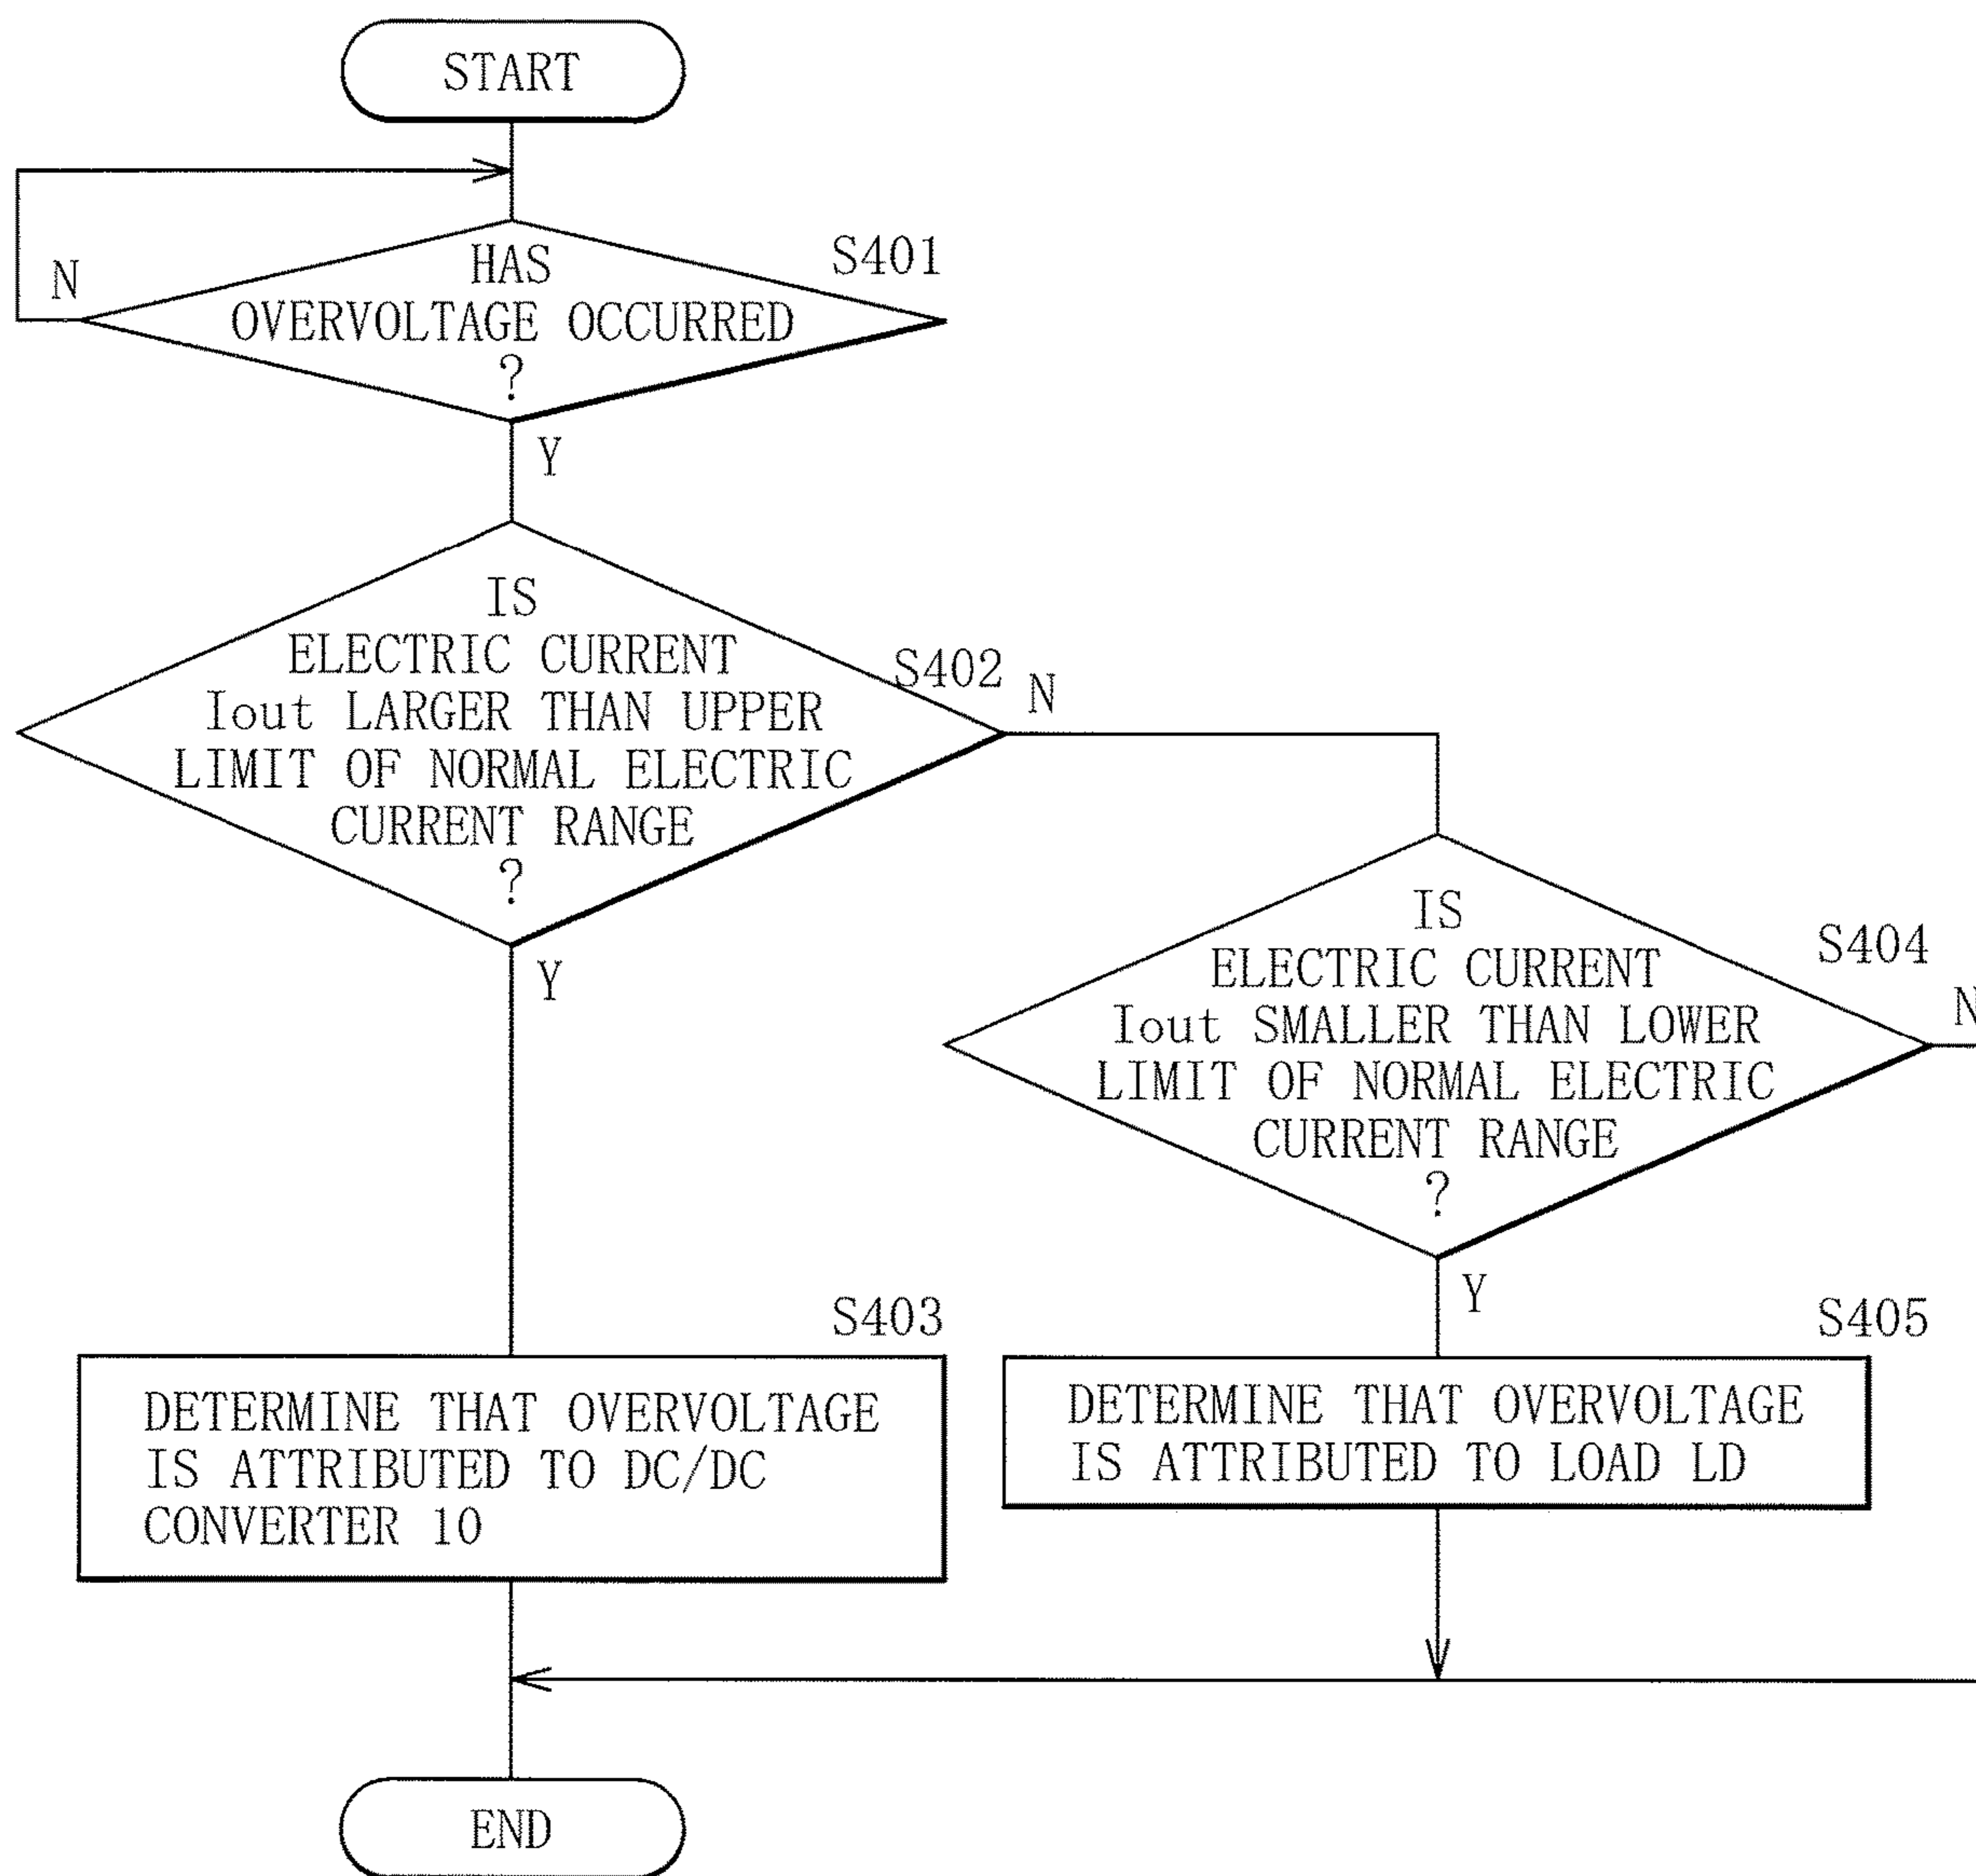 START
HAS
OVERVOLTAGE OCCURRED
?
S401
N
Y
IS
ELECTRIC CURRENT
Iout LARGER THAN UPPER
LIMIT OF NORMAL ELECTRIC
CURRENT RANGE
?
S402
N
Y
IS
ELECTRIC CURRENT
Iout SMALLER THAN LOWER
LIMIT OF NORMAL ELECTRIC
CURRENT RANGE
?
S404
N
Y
S403
DETERMINE THAT OVERVOLTAGE
IS ATTRIBUTED TO DC/DC
CONVERTER 10
S405
DETERMINE THAT OVERVOLTAGE
IS ATTRIBUTED TO LOAD LD
END